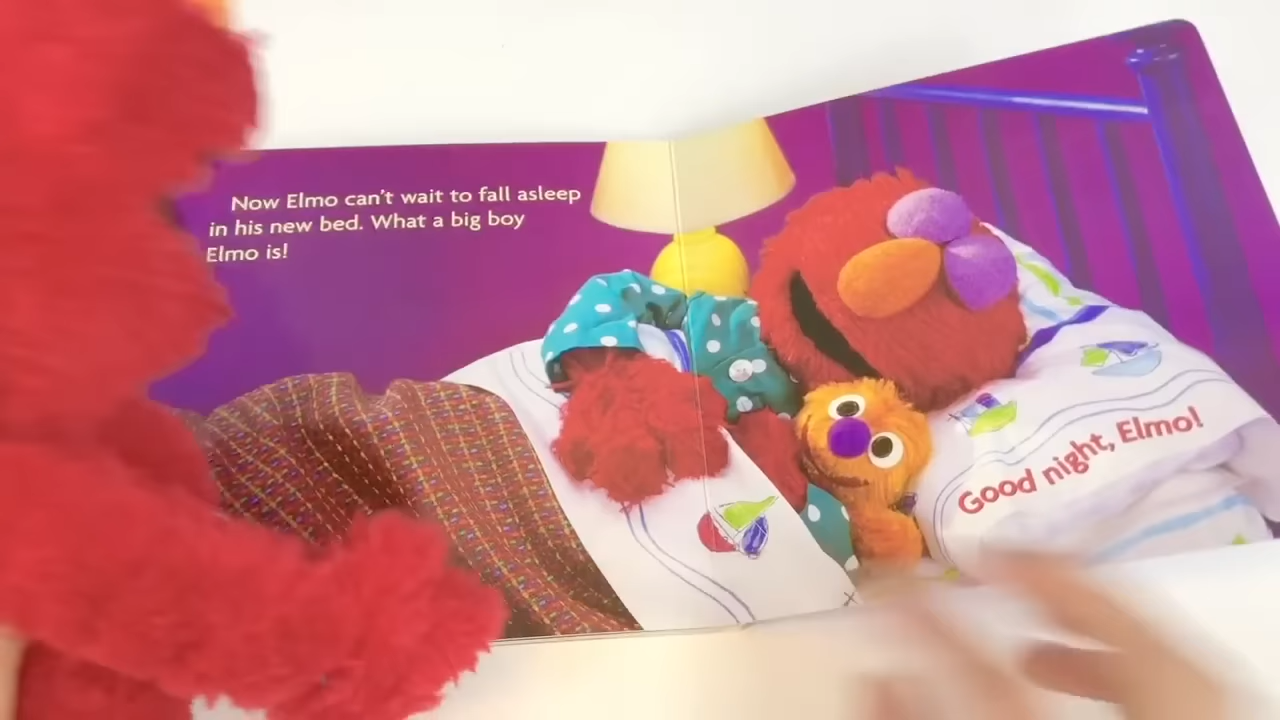 Now Elmo can't wait to fall asleep
in his new bed. What a big boy
Elmo is!
Good night, Elmo!